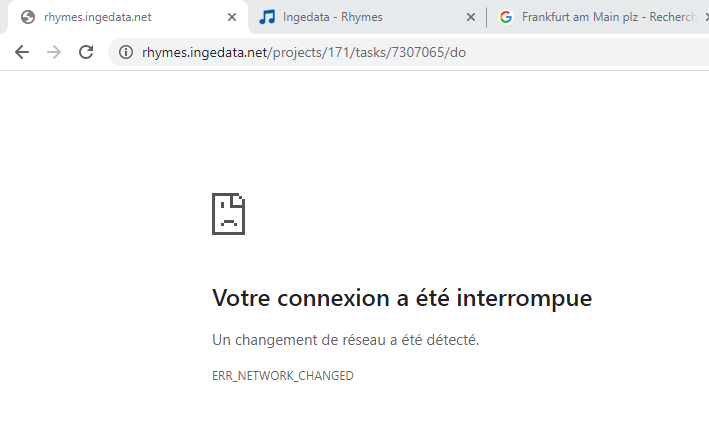 rhymes.ingedata.net
Ingedata - Rhymes
Frankfurt am Main plz - Recherch
rhymes.ingedata.net/projects/171/tasks/7307065/do
Votre connexion a été interrompue
Un changement de réseau a été détecté.
ERR_NETWORK_CHANGED